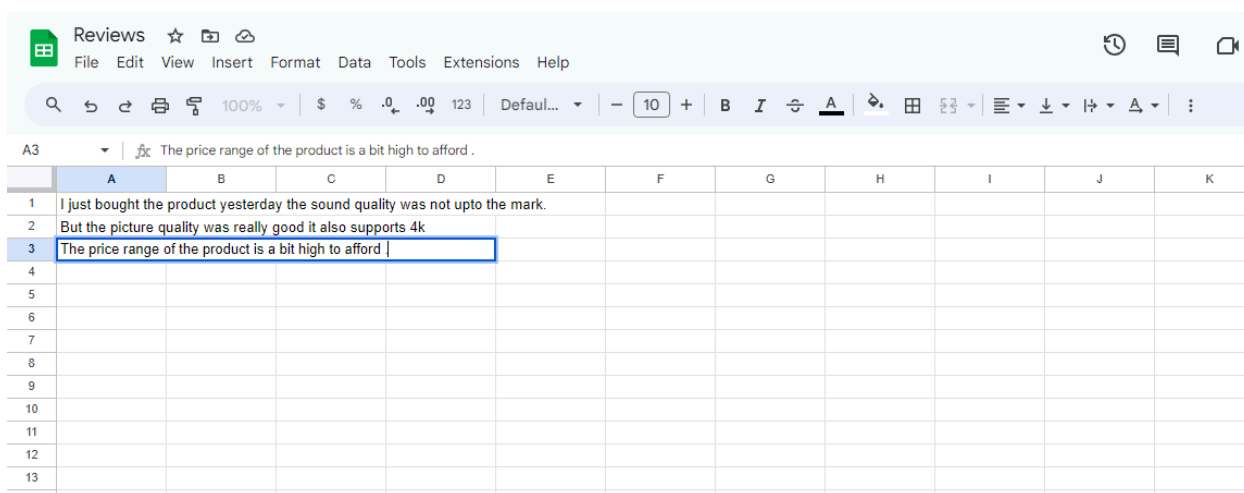 Reviews
File Edit View Insert Format Data Tools Extensions Help
100% $ % .0 .00 123 Defaul... − 10 + B I A A
A3 fx The price range of the product is a bit high to afford .
A B C D E F G H I J K
1 I just bought the product yesterday the sound quality was not upto the mark.
2 But the picture quality was really good it also supports 4k
3 The price range of the product is a bit high to afford .
4
5
6
7
8
9
10
11
12
13